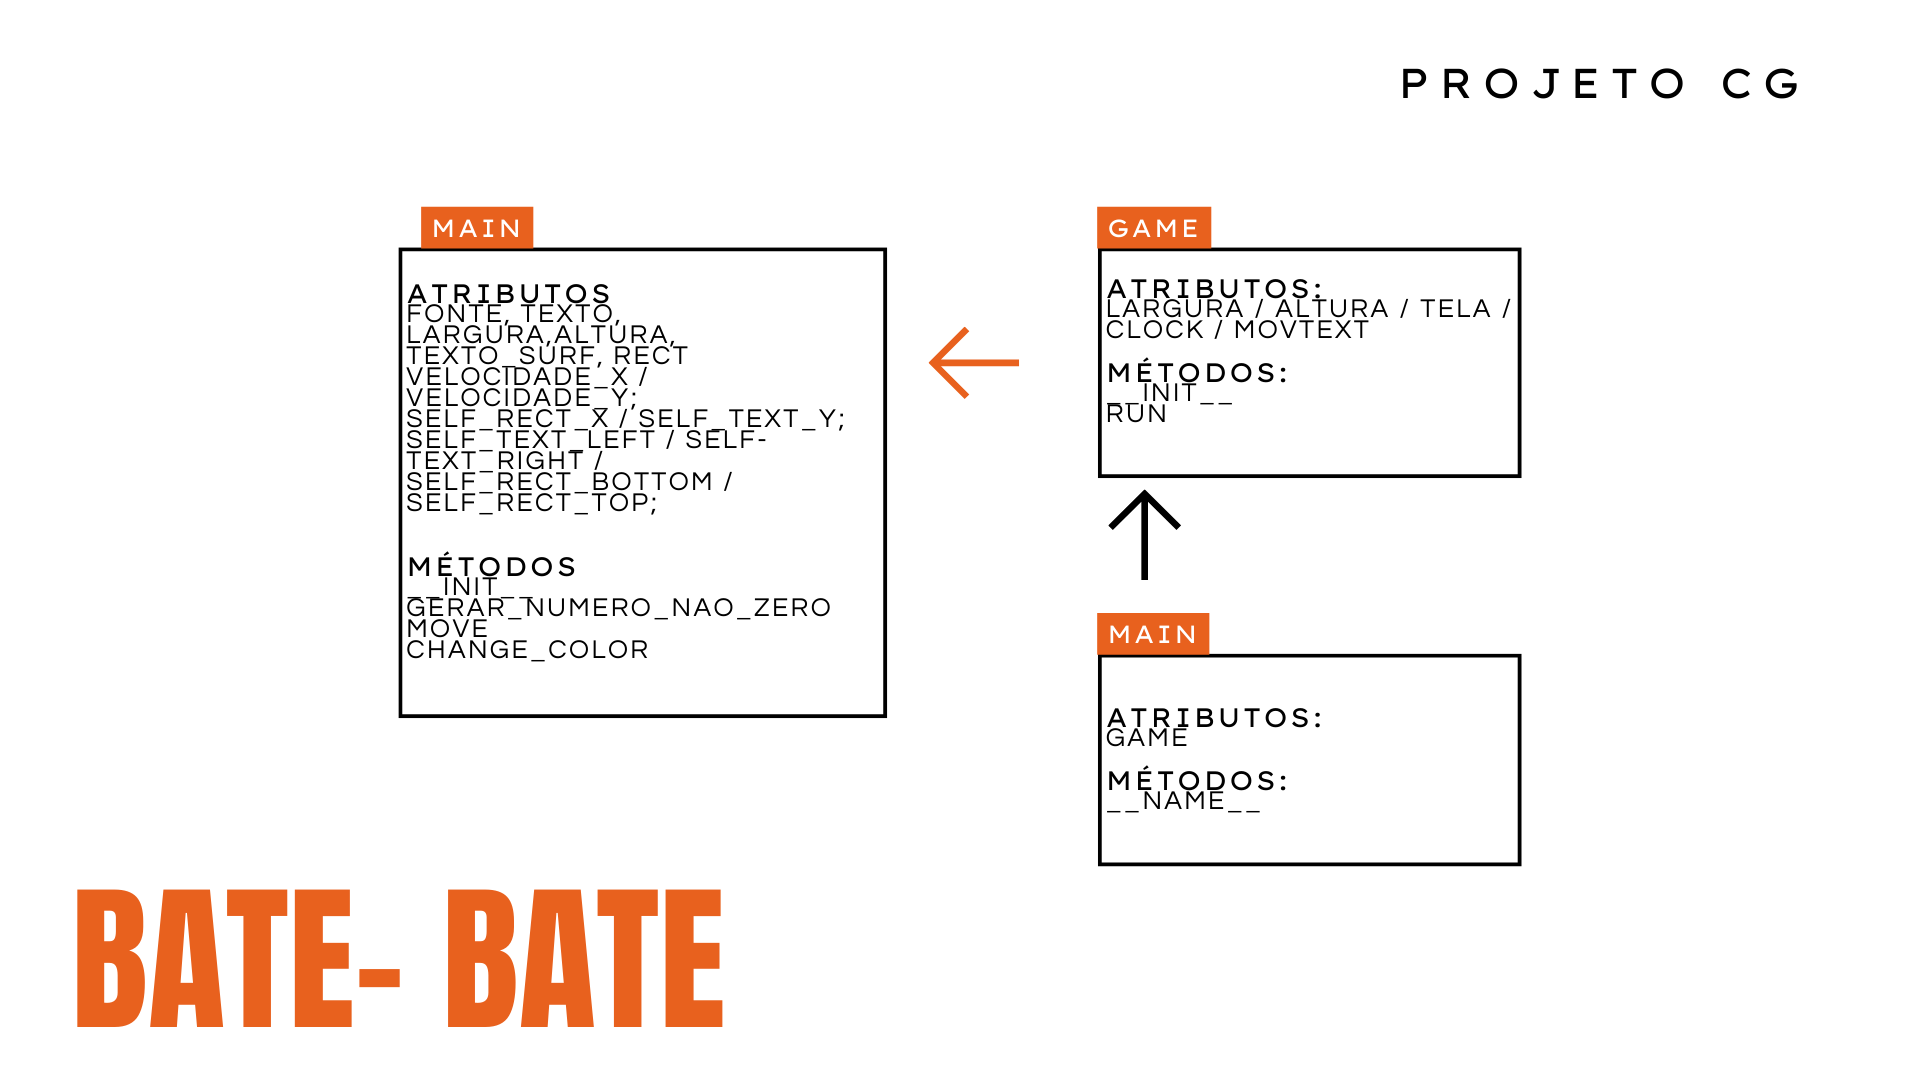 PROJETO CG
MAIN
ATRIBUTOS
FONTE, TEXTO,
LARGURA,ALTURA,
TEXTO_SURF, RECT
VELOCIDADE_X /
VELOCIDADE_Y;
SELF_RECT_X / SELF_TEXT_Y;
SELF_TEXT_LEFT / SELF-
TEXT_RIGHT /
SELF_RECT_BOTTOM /
SELF_RECT_TOP;
MÉTODOS
__INIT__
GERAR_NUMERO_NAO_ZERO
MOVE
CHANGE_COLOR
GAME
ATRIBUTOS:
LARGURA / ALTURA / TELA /
CLOCK / MOVTEXT
MÉTODOS:
__INIT__
RUN
MAIN
ATRIBUTOS:
GAME
MÉTODOS:
__NAME__
BATE- BATE